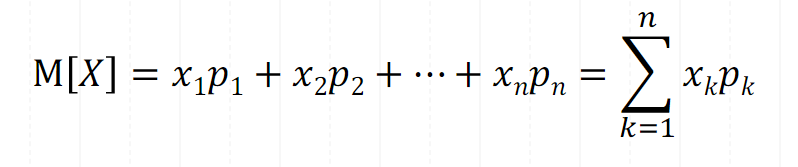 M[X] = x₁p₁ + x₂p₂ + ⋯ + xₙpₙ = ∑ₖ₌₁ⁿ xₖpₖ